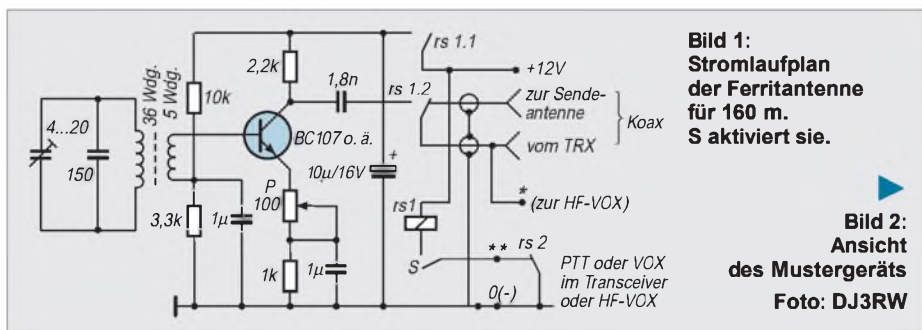 rs 1.1
2,2k
+12V
1,8n
rs 1.2
zur Sende-
antenne
Koax
vom TRX
36 Wdg.
5 Wdg.
10k
4...20
150
BC107 o. ä.
+
10µ/16V
P
100
*
(zur HF-VOX)
3,3k
1µ
rs1
1k
1µ
S
**
rs 2
PTT oder VOX
im Transceiver
oder HF-VOX
0(-)
Bild 1:
Stromlaufplan
der Ferritantenne
für 160 m.
S aktiviert sie.
Bild 2:
Ansicht
des Mustergeräts
Foto: DJ3RW